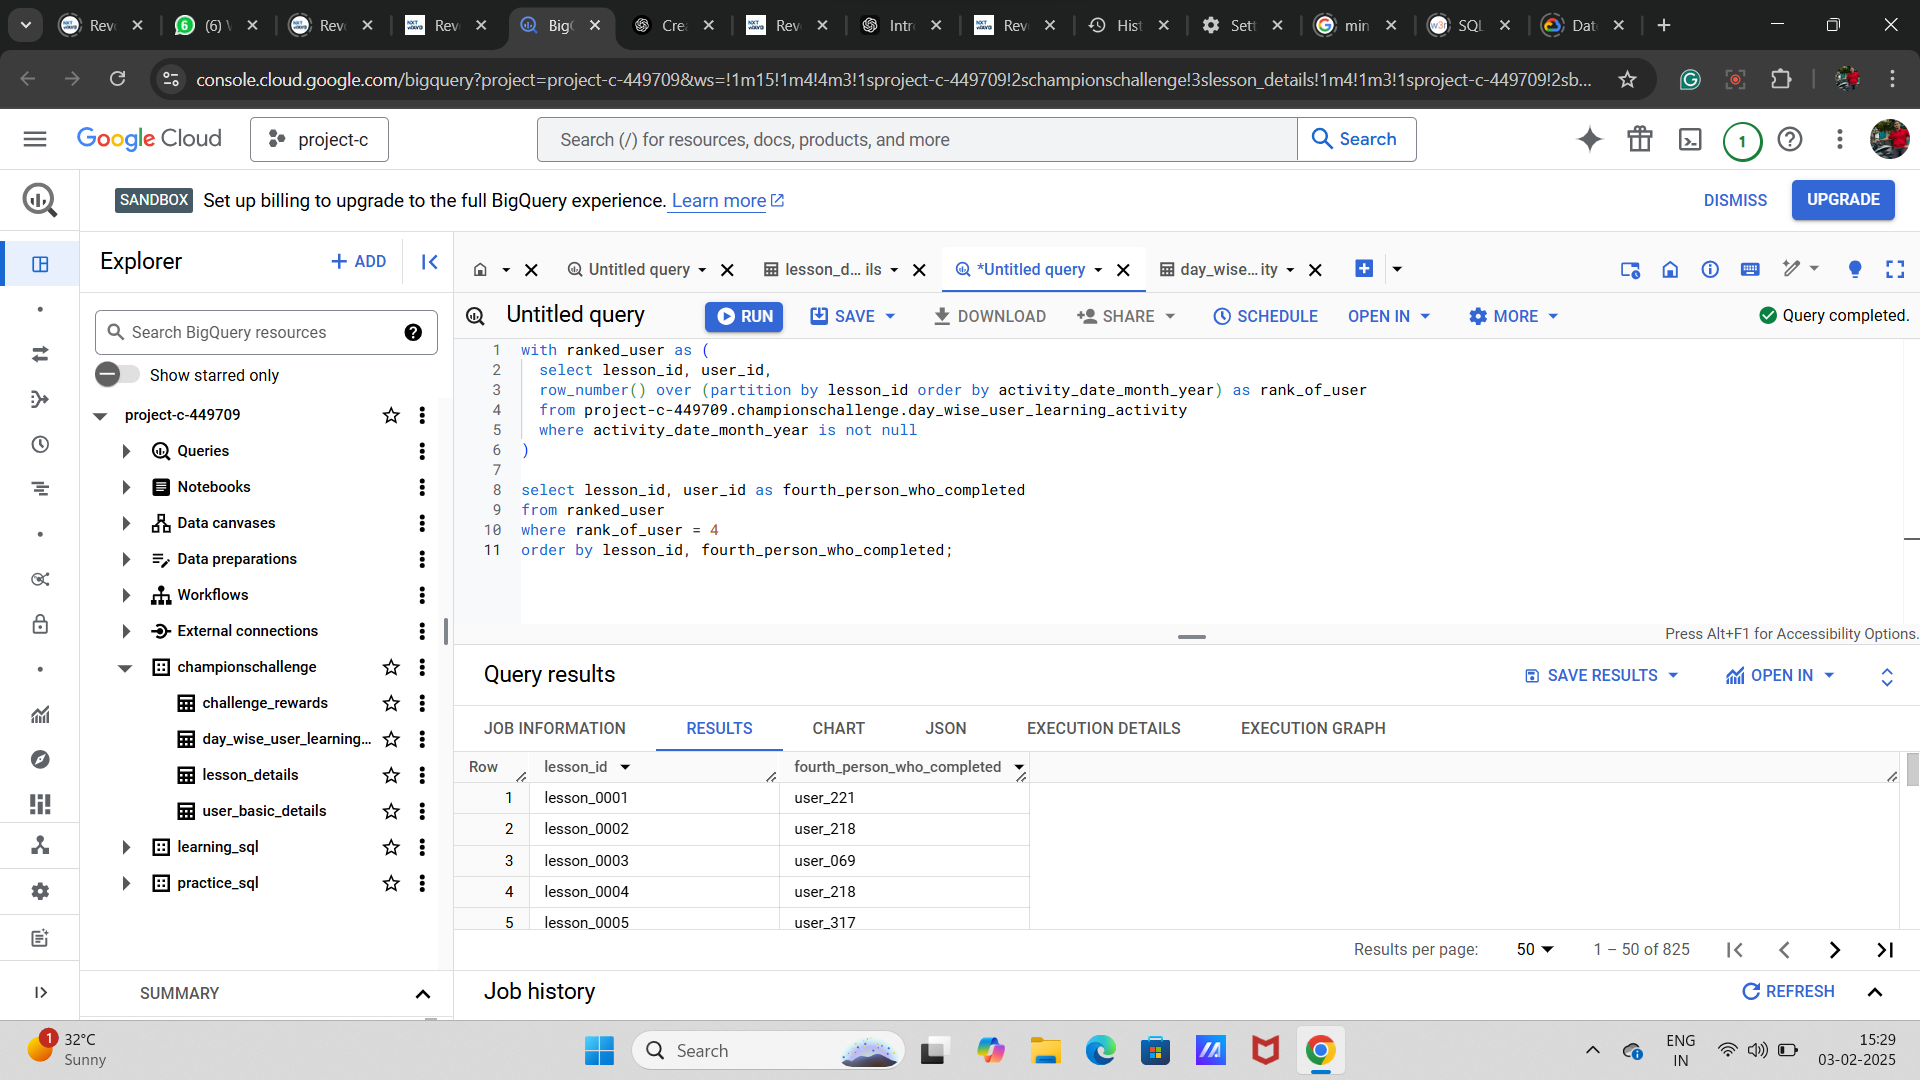 Rev
(6) V
Rev
Rev
BigQ
Crea
Rev
Intr
Rev
Hist
Sett
min
SQL
Data
console.cloud.google.com/bigquery?project=project-c-449709&ws=!1m15!1m4!4m3!1sproject-c-449709!2schampionschallenge!3slesson_details!1m4!1m3!1sproject-c-449709!2sb...
Google Cloud
project-c
Search (/) for resources, docs, products, and more
Search
1
SANDBOX Set up billing to upgrade to the full BigQuery experience. Learn more
DISMISS
UPGRADE
Explorer
+ ADD
Untitled query
lesson_d... ils
*Untitled query
day_wise...ity
Untitled query
RUN
SAVE
DOWNLOAD
SHARE
SCHEDULE
OPEN IN
MORE
Query completed.
Search BigQuery resources
Show starred only
project-c-449709
Queries
Notebooks
Data canvases
Data preparations
Workflows
External connections
championschallenge
challenge_rewards
day_wise_user_learning...
lesson_details
user_basic_details
learning_sql
practice_sql
SUMMARY
1 with ranked_user as (
2 select lesson_id, user_id,
3 row_number() over (partition by lesson_id order by activity_date_month_year) as rank_of_user
4 from project-c-449709.championschallenge.day_wise_user_learning_activity
5 where activity_date_month_year is not null
6 )
7
8 select lesson_id, user_id as fourth_person_who_completed
9 from ranked_user
10 where rank_of_user = 4
11 order by lesson_id, fourth_person_who_completed;
Press Alt+F1 for Accessibility Options.
Query results
SAVE RESULTS
OPEN IN
JOB INFORMATION
RESULTS
CHART
JSON
EXECUTION DETAILS
EXECUTION GRAPH
Row lesson_id fourth_person_who_completed
1 lesson_0001 user_221
2 lesson_0002 user_218
3 lesson_0003 user_069
4 lesson_0004 user_218
5 lesson_0005 user_317
Results per page: 50 1 – 50 of 825
Job history
REFRESH
1
32°C
Sunny
Search
ENG
IN
15:29
03-02-2025